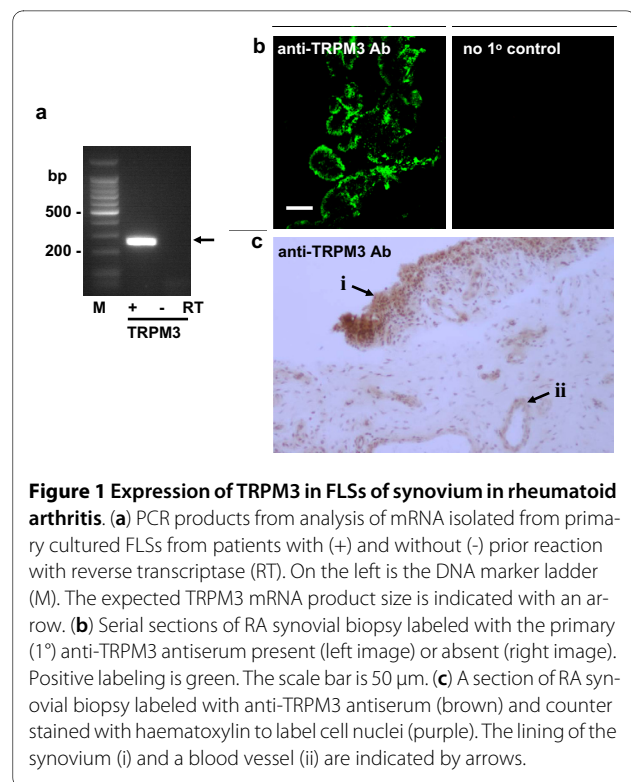 b
anti-TRPM3 Ab
no 1º control
a
bp
500 -
200 -
M + - RT
TRPM3
c
anti-TRPM3 Ab
i
ii
Figure 1 Expression of TRPM3 in FLSs of synovium in rheumatoid
arthritis. (a) PCR products from analysis of mRNA isolated from prima-
ry cultured FLSs from patients with (+) and without (-) prior reaction
with reverse transcriptase (RT). On the left is the DNA marker ladder
(M). The expected TRPM3 mRNA product size is indicated with an ar-
row. (b) Serial sections of RA synovial biopsy labeled with the primary
(1°) anti-TRPM3 antiserum present (left image) or absent (right image).
Positive labeling is green. The scale bar is 50 μm. (c) A section of RA syn-
ovial biopsy labeled with anti-TRPM3 antiserum (brown) and counter
stained with haematoxylin to label cell nuclei (purple). The lining of the
synovium (i) and a blood vessel (ii) are indicated by arrows.